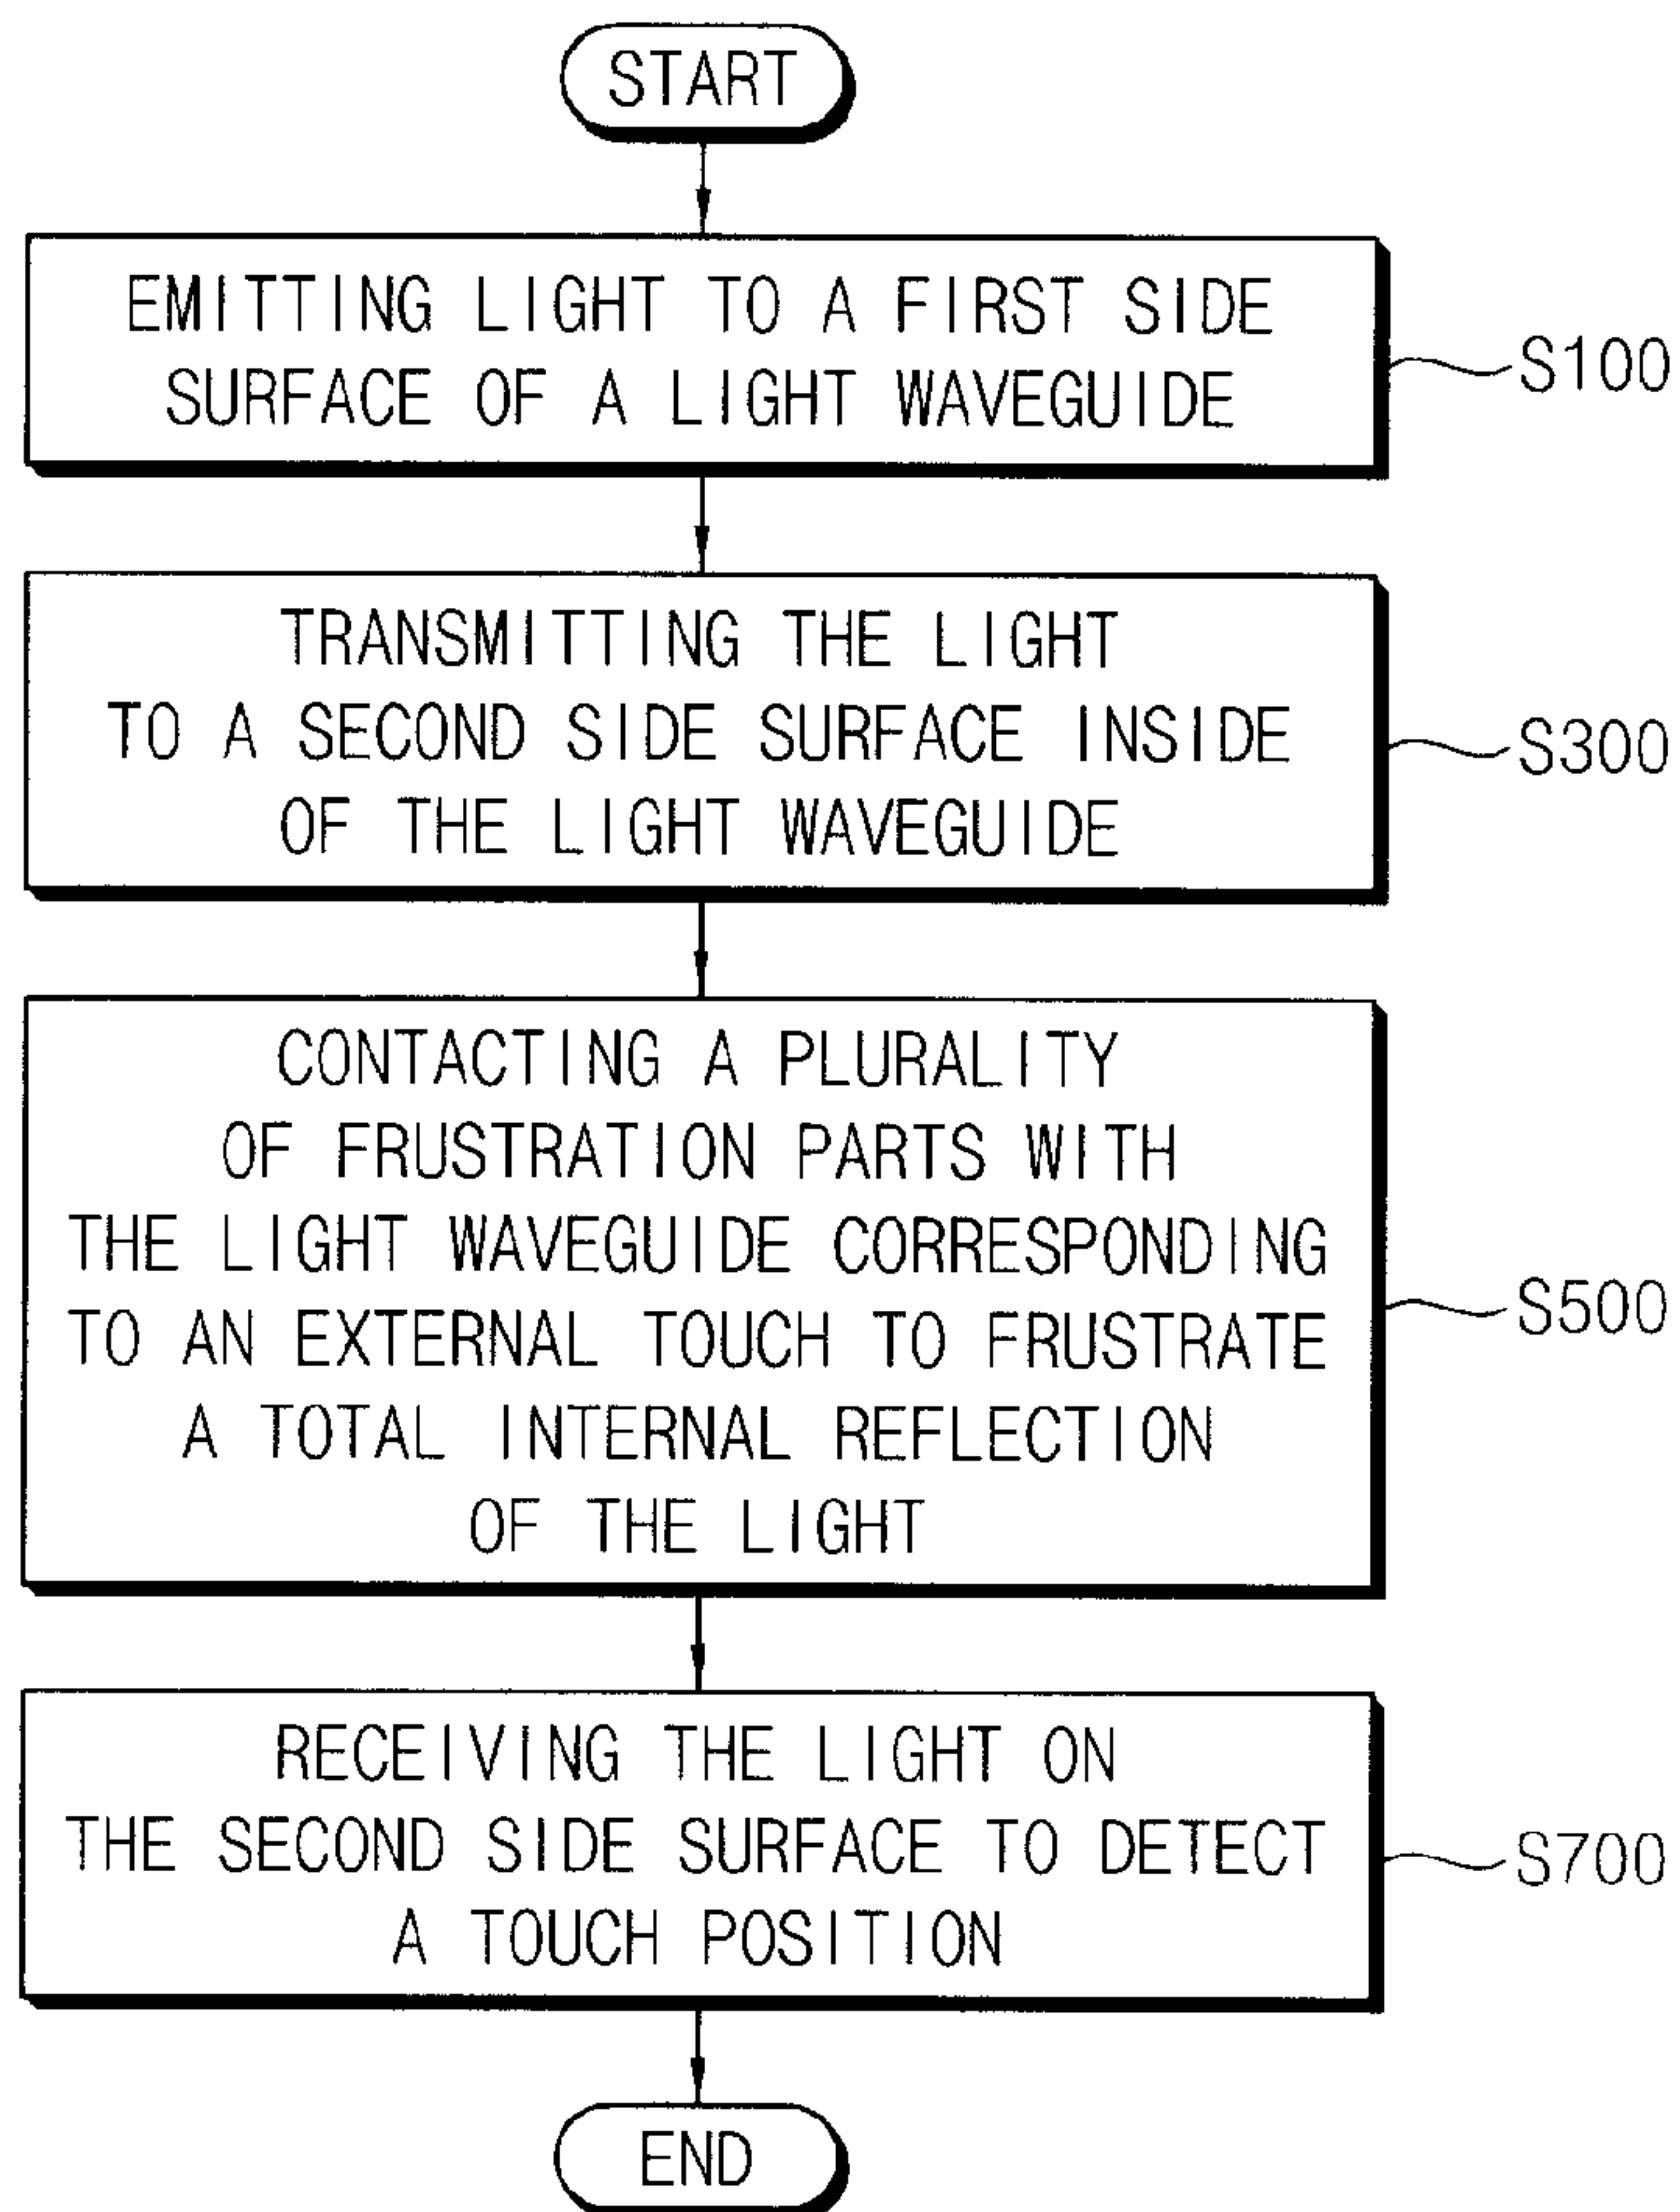 START
EMITTING LIGHT TO A FIRST SIDE
SURFACE OF A LIGHT WAVEGUIDE
S100
TRANSMITTING THE LIGHT
TO A SECOND SIDE SURFACE INSIDE
OF THE LIGHT WAVEGUIDE
S300
CONTACTING A PLURALITY
OF FRUSTRATION PARTS WITH
THE LIGHT WAVEGUIDE CORRESPONDING
TO AN EXTERNAL TOUCH TO FRUSTRATE
A TOTAL INTERNAL REFLECTION
OF THE LIGHT
S500
RECEIVING THE LIGHT ON
THE SECOND SIDE SURFACE TO DETECT
A TOUCH POSITION
S700
END